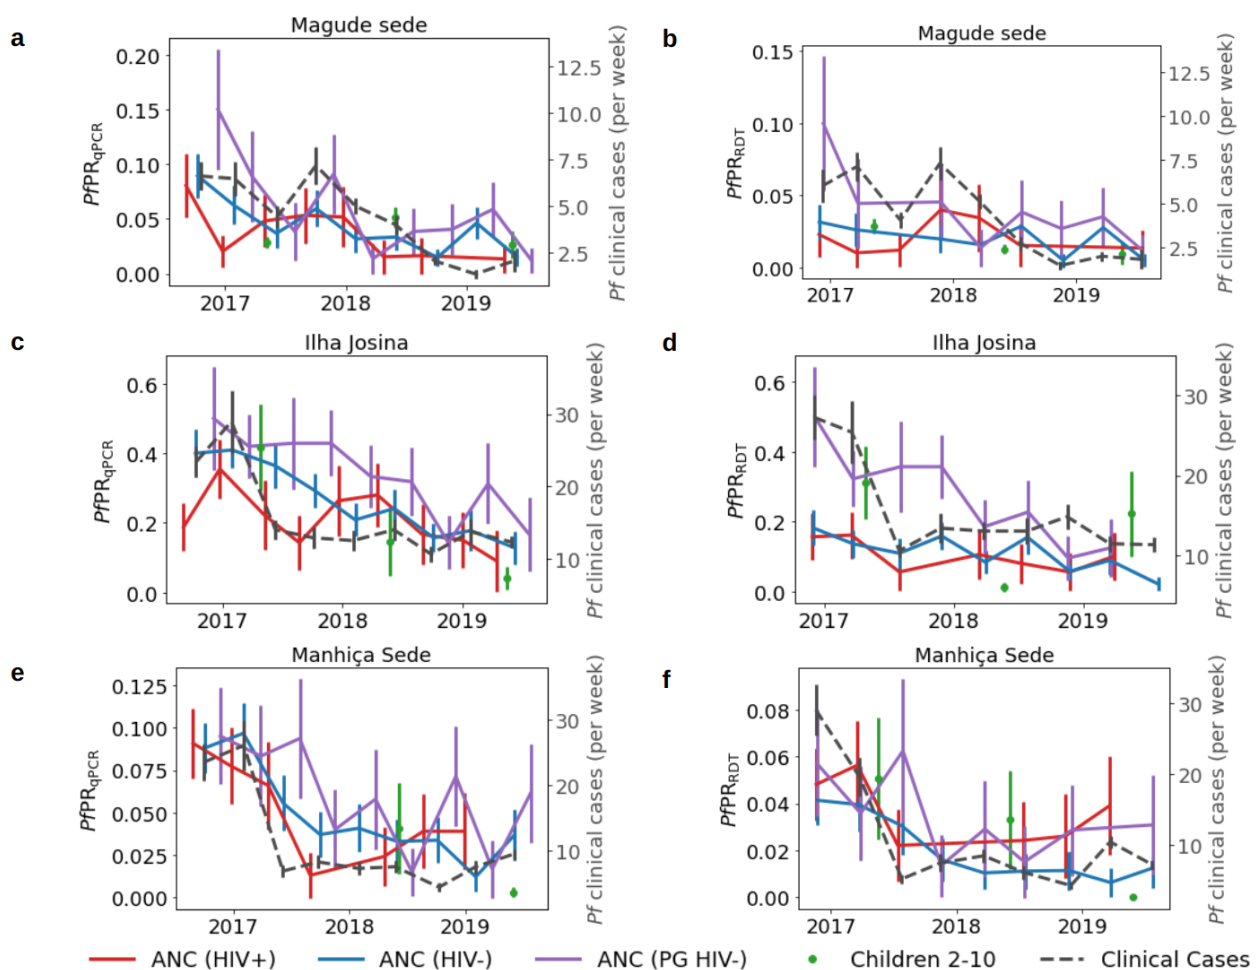 a
Magude sede
0.20
0.15
0.10
0.05
0.00
PfPRqPCR
12.5
10.0
7.5
5.0
2.5
Pf clinical cases (per week)
2017 2018 2019
b
Magude sede
0.15
0.10
0.05
0.00
PfPRRDT
12.5
10.0
7.5
5.0
2.5
Pf clinical cases (per week)
2017 2018 2019
c
Ilha Josina
0.6
0.4
0.2
0.0
PfPRqPCR
30
20
10
Pf clinical cases (per week)
2017 2018 2019
d
Ilha Josina
0.6
0.4
0.2
0.0
PfPRRDT
30
20
10
Pf clinical cases (per week)
2017 2018 2019
e
Manhiça Sede
0.125
0.100
0.075
0.050
0.025
0.000
PfPRqPCR
30
20
10
Pf clinical cases (per week)
2017 2018 2019
f
Manhiça Sede
0.08
0.06
0.04
0.02
0.00
PfPRRDT
30
20
10
Pf clinical cases (per week)
2017 2018 2019
ANC (HIV+) ANC (HIV-) ANC (PG HIV-) Children 2-10 Clinical Cases